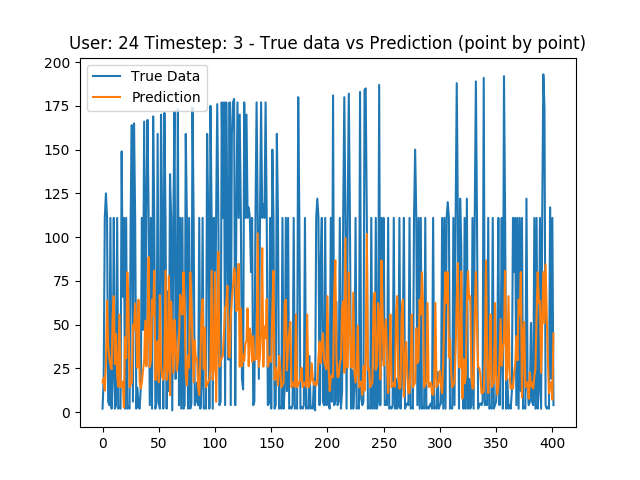 User: 24 Timestep: 3 - True data vs Prediction (point by point)
True Data
Prediction
200
175
150
125
100
75
50
25
0
0 50 100 150 200 250 300 350 400